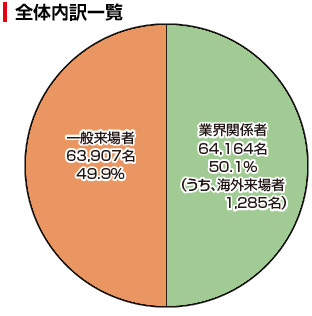 全体内訳一覧
一般来場者
63,907名
49.9%
業界関係者
64,164名
50.1%
（うち、海外来場者
1,285名）